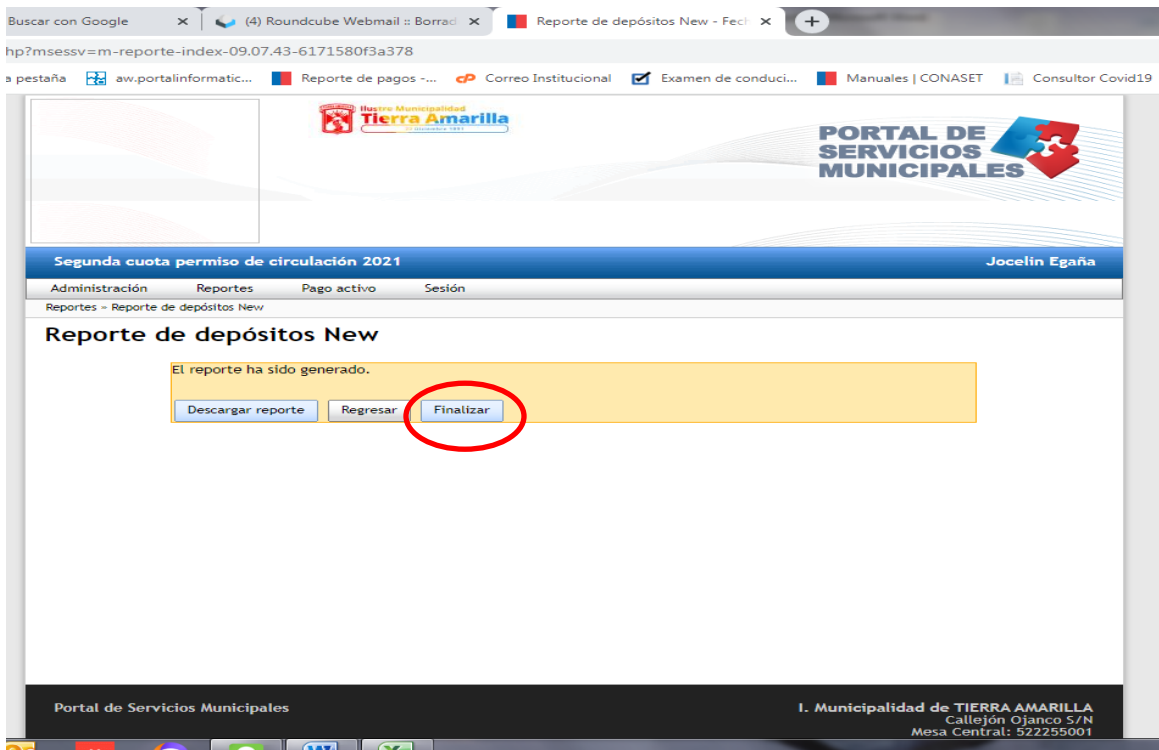 Buscar con Google
(4) Roundcube Webmail :: Borrad
Reporte de depósitos New - Fech
hp?msessv=m-reporte-index-09.07.43-6171580f3a378
a pestaña
aw.portalinformatic...
Reporte de pagos -...
Correo Institucional
Examen de conduci...
Manuales | CONASET
Consultor Covid19
Ilustre Municipalidad
Tierra Amarilla
PORTAL DE
SERVICIOS
MUNICIPALES
Segunda cuota permiso de circulación 2021
Jocelin Egaña
Administración
Reportes
Pago activo
Sesión
Reportes » Reporte de depósitos New
Reporte de depósitos New
El reporte ha sido generado.
Descargar reporte
Regresar
Finalizar
Portal de Servicios Municipales
I. Municipalidad de TIERRA AMARILLA
Callejón Ojanco S/N
Mesa Central: 522255001